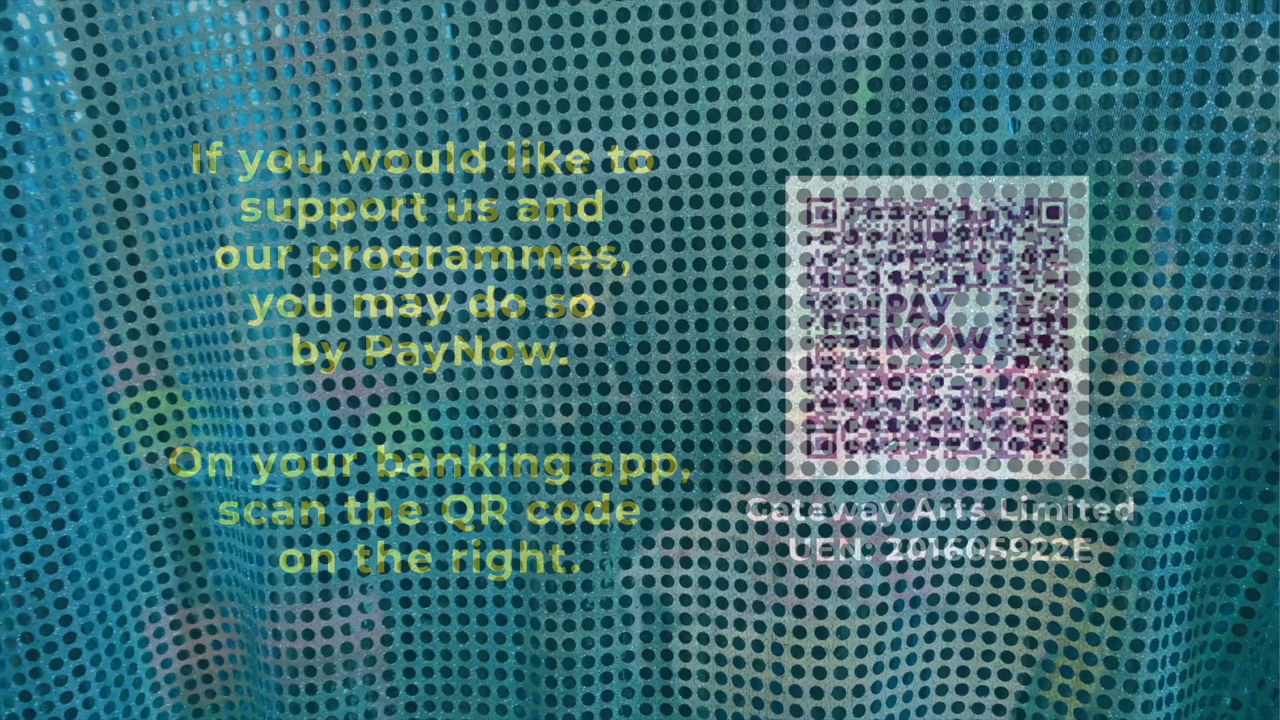 If you would like to
support us and
our programmes,
you may do so
by PayNow.
On your banking app,
scan the QR code
on the right.
PAY
NOW
Gateway Arts Limited
UEN: 201605922E